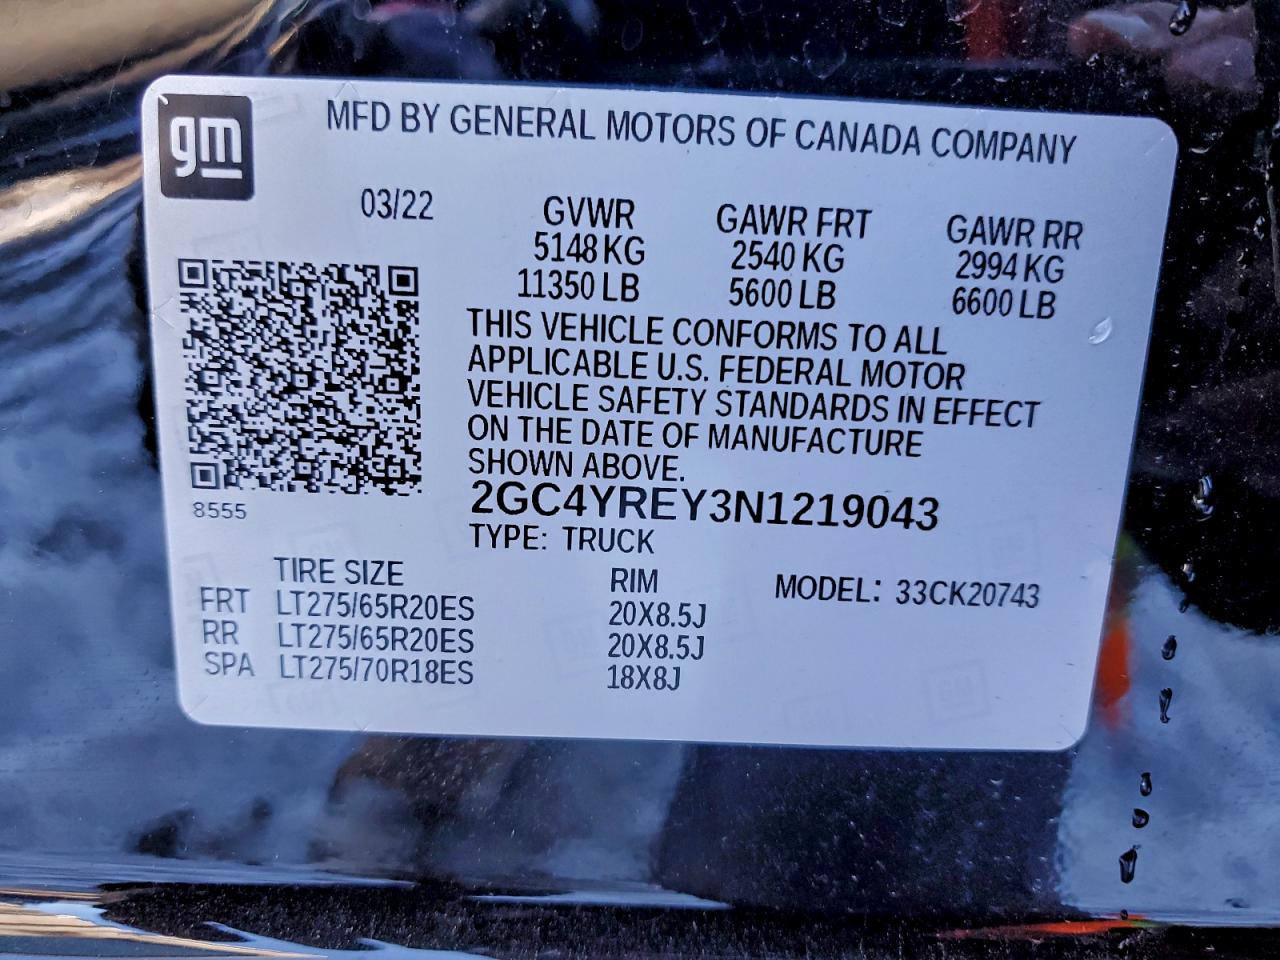 gm
MFD BY GENERAL MOTORS OF CANADA COMPANY
03/22 GVWR GAWR FRT GAWR RR
5148 KG 2540 KG 2994 KG
11350 LB 5600 LB 6600 LB
THIS VEHICLE CONFORMS TO ALL
APPLICABLE U.S. FEDERAL MOTOR
VEHICLE SAFETY STANDARDS IN EFFECT
ON THE DATE OF MANUFACTURE
SHOWN ABOVE.
8555
2GC4YREY3N1219043
TYPE: TRUCK
TIRE SIZE RIM MODEL: 33CK20743
FRT LT275/65R20ES 20X8.5J
RR LT275/65R20ES 20X8.5J
SPA LT275/70R18ES 18X8J